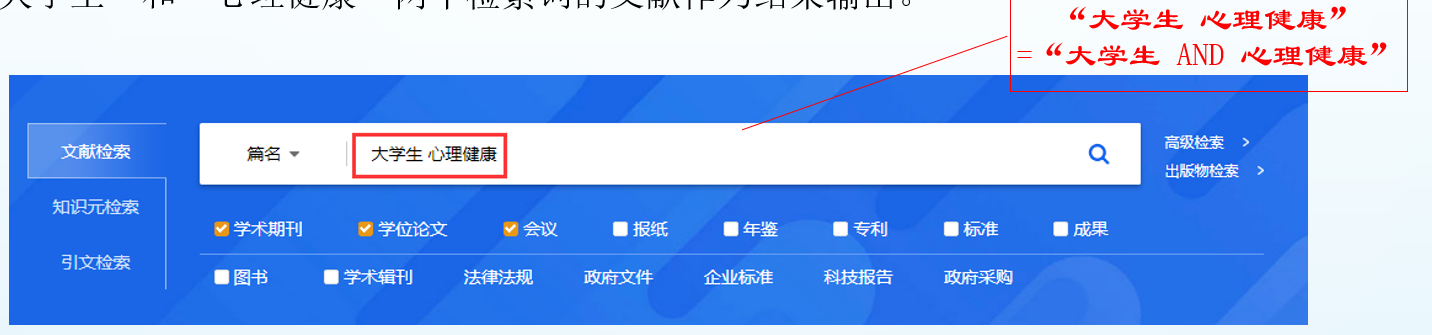 大学生”和“心理健康”两个检索词的文献作为结果输出。
“大学生 心理健康”
=“大学生 AND 心理健康”
文献检索
篇名
大学生 心理健康
高级检索 >
出版物检索 >
知识元检索
学术期刊 学位论文 会议 报纸 年鉴 专利 标准 成果
引文检索
图书 学术辑刊 法律法规 政府文件 企业标准 科技报告 政府采购